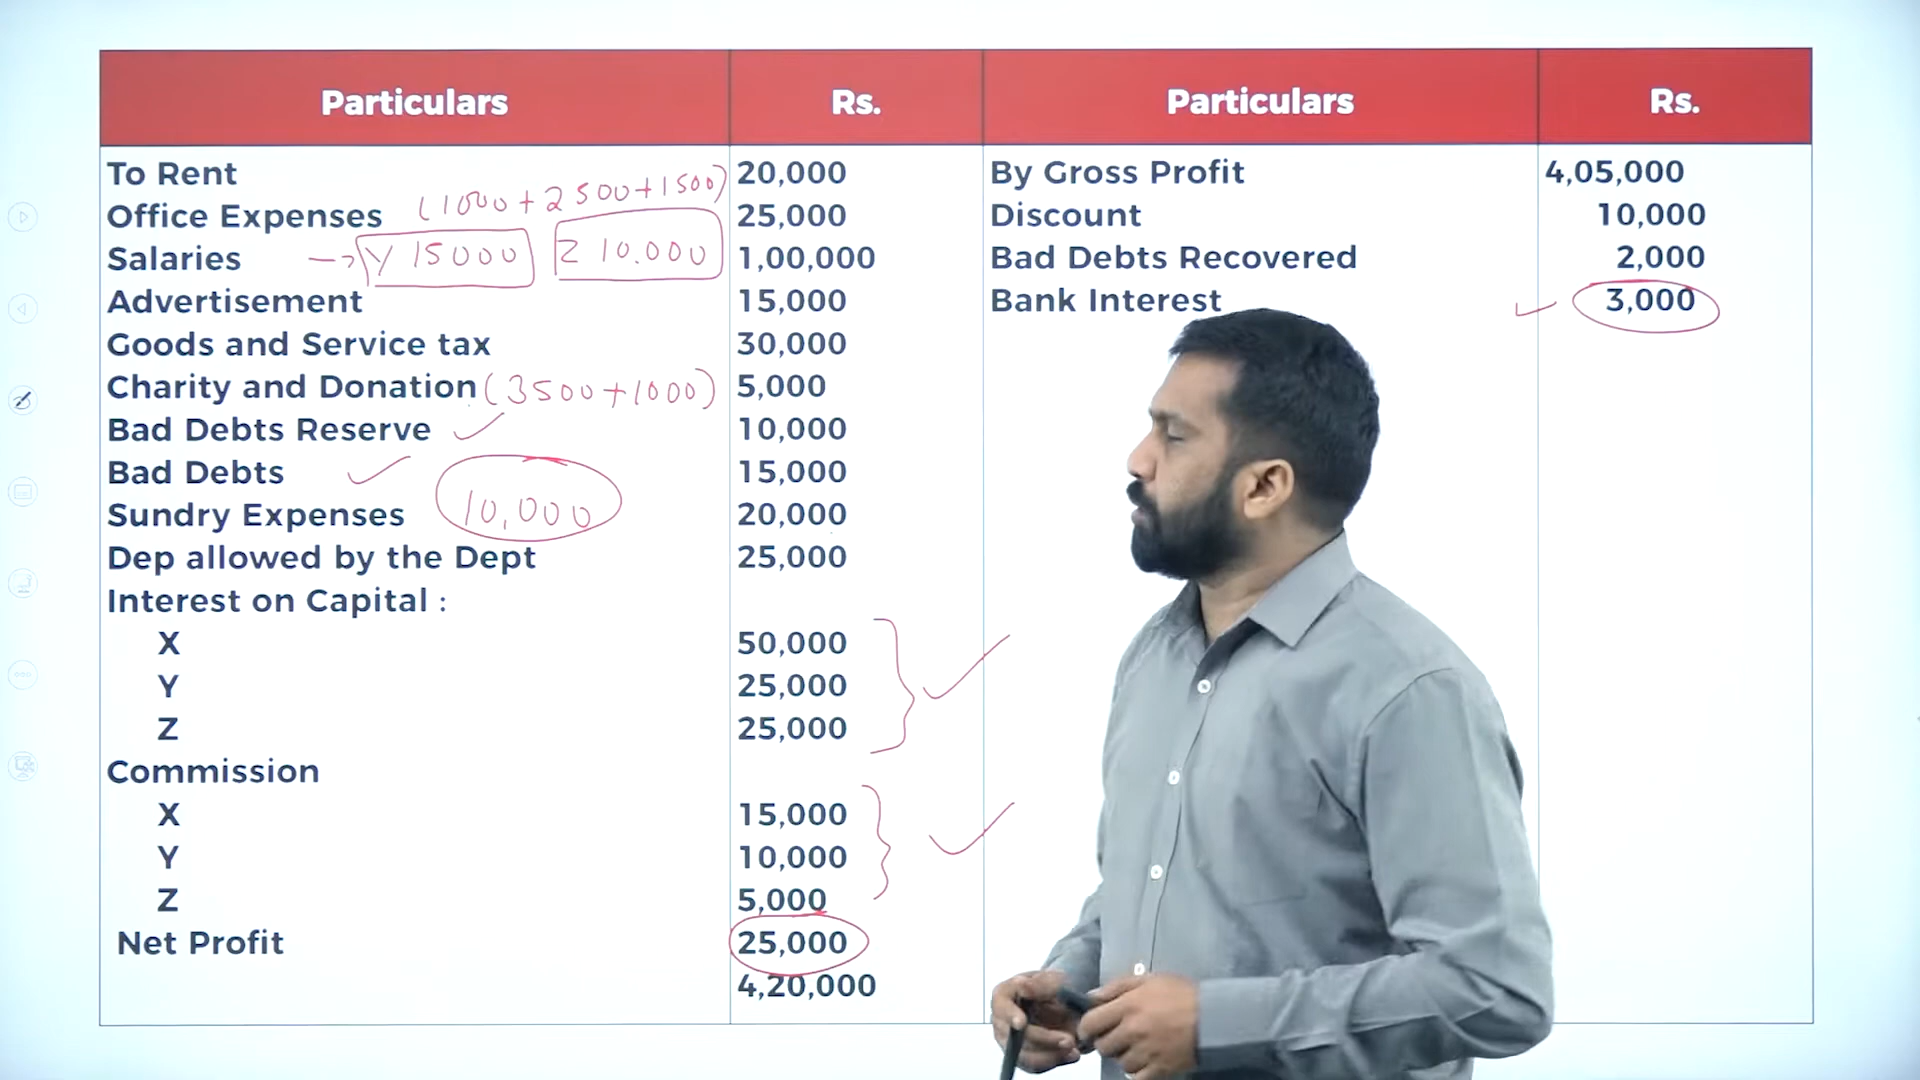 Particulars Rs. Particulars Rs.
To Rent 20,000 By Gross Profit 4,05,000
(1000+2500+1500)
Office Expenses 25,000 Discount 10,000
Salaries → Y 15000 Z 10.000 1,00,000 Bad Debts Recovered 2,000
Advertisement 15,000 Bank Interest 3,000
Goods and Service tax 30,000
Charity and Donation (3500+1000) 5,000
Bad Debts Reserve 10,000
Bad Debts 15,000
Sundry Expenses 10,000 20,000
Dep allowed by the Dept 25,000
Interest on Capital :
X 50,000
Y 25,000
Z 25,000
Commission
X 15,000
Y 10,000
Z 5,000
Net Profit 25,000
4,20,000